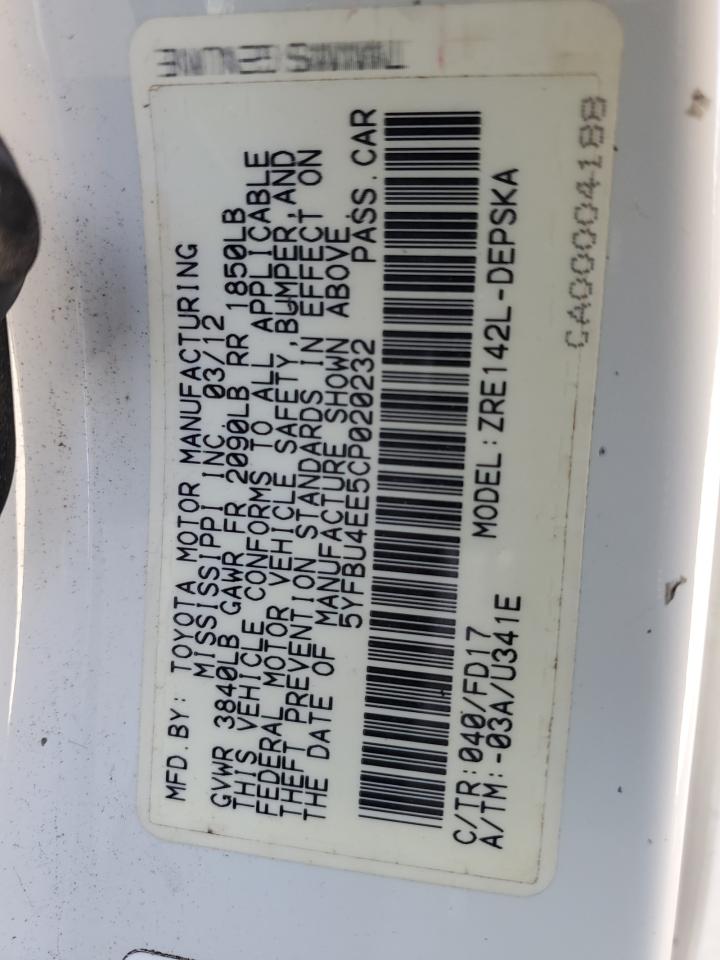 MFD.BY: TOYOTA MOTOR MANUFACTURING
MISSISSIPPI INC. 03/12
GVWR 3840LB GAWR FR 2090LB RR 1850LB
THIS VEHICLE CONFORMS TO ALL APPLICABLE
FEDERAL MOTOR VEHICLE SAFETY,BUMPER,AND
THEFT PREVENTION STANDARDS IN EFFECT ON
THE DATE OF MANUFACTURE SHOWN ABOVE.
5YFBU4EE5CP020232 PASS.CAR
C/TR:040/FD17 MODEL:ZRE142L-DEPSKA
A/TM:-03A/U341E
CA00004188